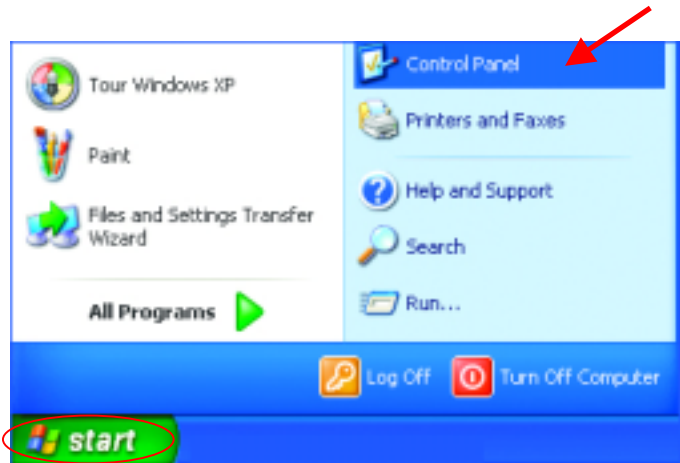 Tour Windows XP
Paint
Files and Settings Transfer
Wizard
All Programs
Control Panel
Printers and Faxes
Help and Support
Search
Run...
Log Off
Turn Off Computer
start